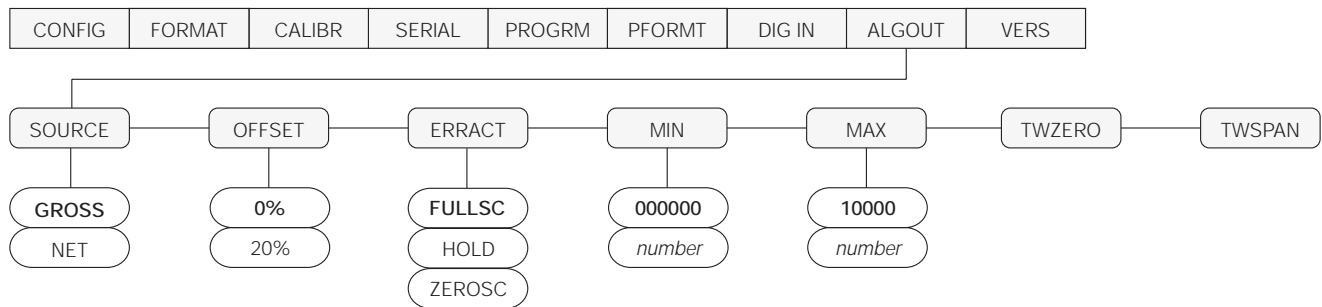 CONFIG FORMAT CALIBR SERIAL PROGRM PFORMT DIG IN ALGOUT VERS
SOURCE OFFSET ERRACT MIN MAX TWZERO TWSPAN
GROSS 0% FULLSC 000000 10000
NET 20% HOLD number number
ZEROSC